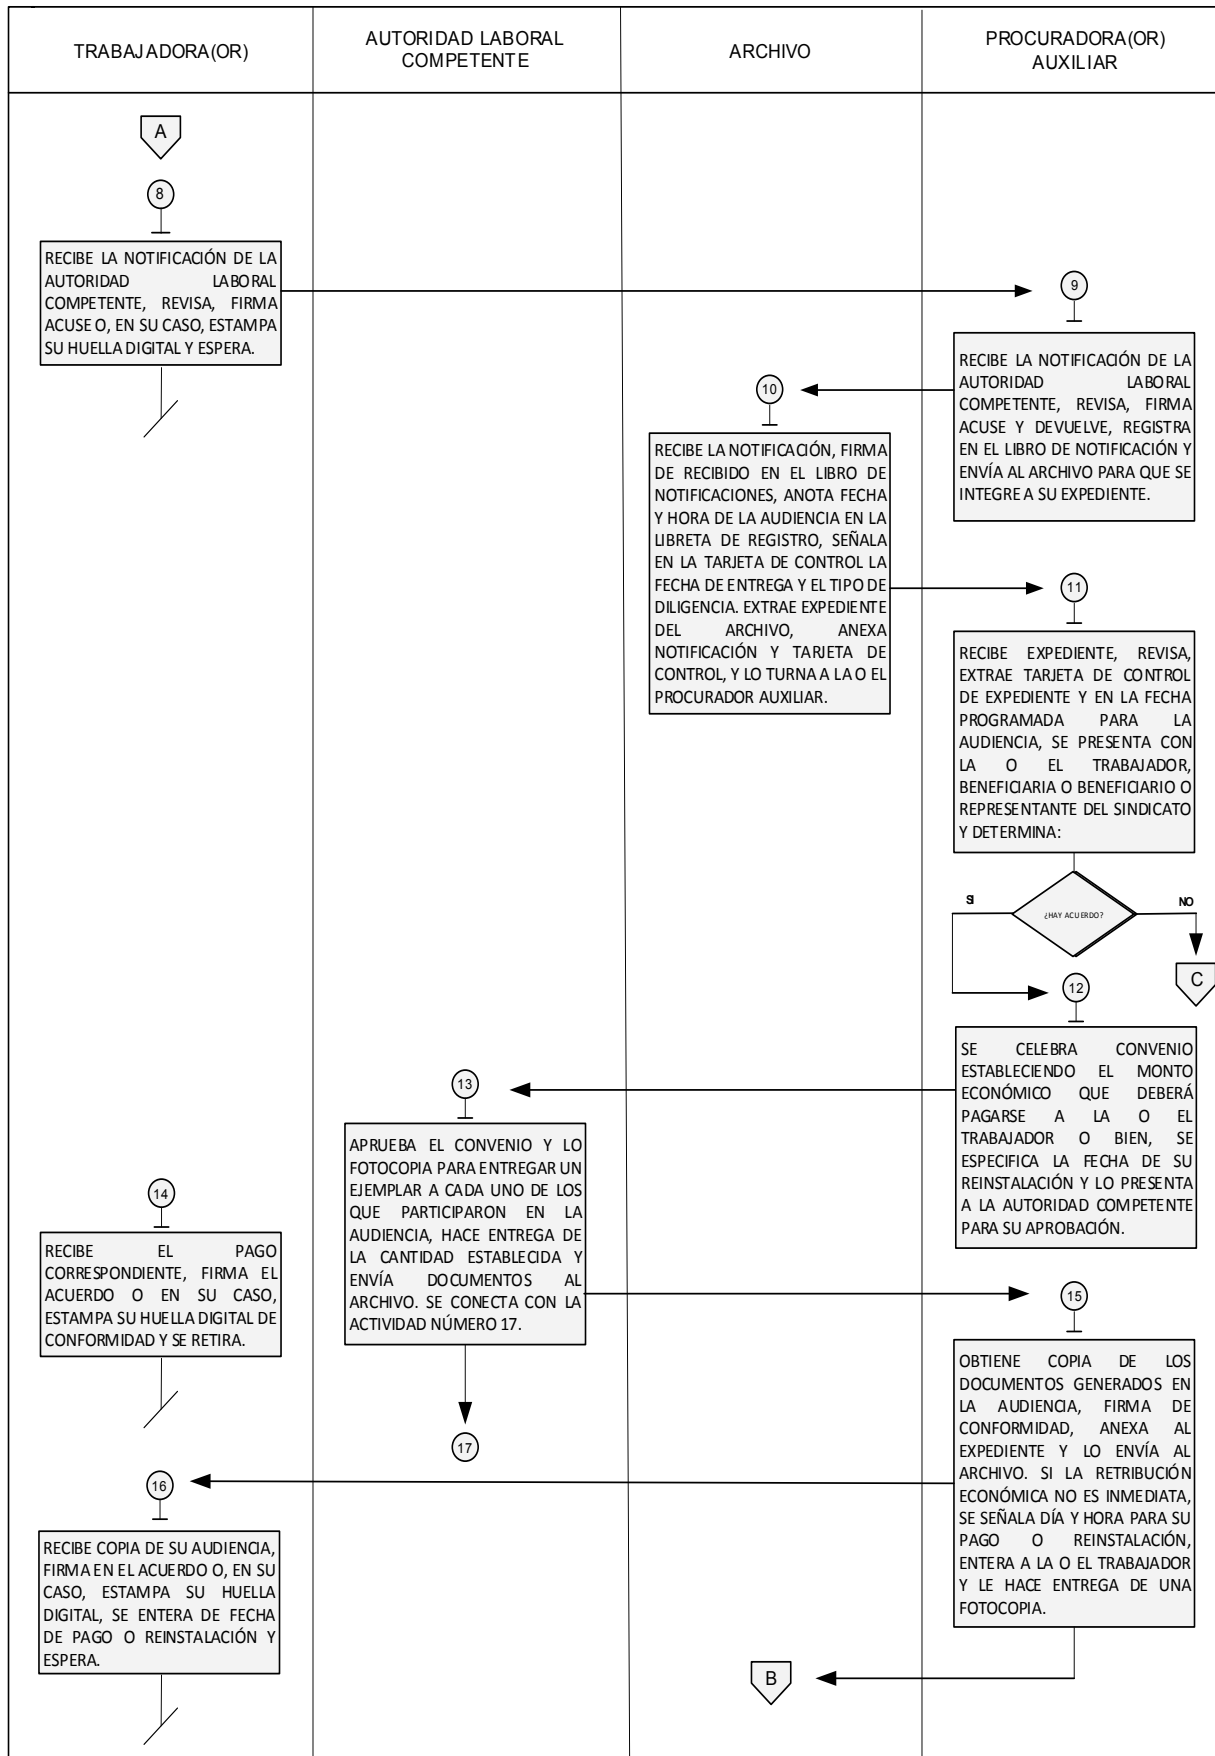 TRABAJADORA(OR)
AUTORIDAD LABORAL
COMPETENTE
ARCHIVO
PROCURADORA(OR)
AUXILIAR
A
8
RECIBE LA NOTIFICACIÓN DE LA
AUTORIDAD LABORAL
COMPETENTE, REVISA, FIRMA
ACUSE O, EN SU CASO, ESTAMPA
SU HUELLA DIGITAL Y ESPERA.
9
RECIBE LA NOTIFICACIÓN DE LA
AUTORIDAD LABORAL
COMPETENTE, REVISA, FIRMA
ACUSE Y DEVUELVE, REGISTRA
EN EL LIBRO DE NOTIFICACIÓN Y
ENVÍA AL ARCHIVO PARA QUE SE
INTEGRE A SU EXPEDIENTE.
10
RECIBE LA NOTIFICACIÓN, FIRMA
DE RECIBIDO EN EL LIBRO DE
NOTIFICACIONES, ANOTA FECHA
Y HORA DE LA AUDIENCIA EN LA
LIBRETA DE REGISTRO, SEÑALA
EN LA TARJETA DE CONTROL LA
FECHA DE ENTREGA Y EL TIPO DE
DILIGENCIA. EXTRAE EXPEDIENTE
DEL ARCHIVO, ANEXA
NOTIFICACIÓN Y TARJETA DE
CONTROL, Y LO TURNA A LA O EL
PROCURADOR AUXILIAR.
11
RECIBE EXPEDIENTE, REVISA,
EXTRAE TARJETA DE CONTROL
DE EXPEDIENTE Y EN LA FECHA
PROGRAMADA PARA LA
AUDIENCIA, SE PRESENTA CON
LA O EL TRABAJADOR,
BENEFICIARIA O BENEFICIARIO O
REPRESENTANTE DEL SINDICATO
Y DETERMINA:
SI
¿HAY ACUERDO?
NO
C
12
SE CELEBRA CONVENIO
ESTABLECIENDO EL MONTO
ECONÓMICO QUE DEBERÁ
PAGARSE A LA O EL
TRABAJADOR O BIEN, SE
ESPECIFICA LA FECHA DE SU
REINSTALACIÓN Y LO PRESENTA
A LA AUTORIDAD COMPETENTE
PARA SU APROBACIÓN.
13
APRUEBA EL CONVENIO Y LO
FOTOCOPIA PARA ENTREGAR UN
EJEMPLAR A CADA UNO DE LOS
QUE PARTICIPARON EN LA
AUDIENCIA, HACE ENTREGA DE
LA CANTIDAD ESTABLECIDA Y
ENVÍA DOCUMENTOS AL
ARCHIVO. SE CONECTA CON LA
ACTIVIDAD NÚMERO 17.
14
RECIBE EL PAGO
CORRESPONDIENTE, FIRMA EL
ACUERDO O EN SU CASO,
ESTAMPA SU HUELLA DIGITAL DE
CONFORMIDAD Y SE RETIRA.
15
OBTIENE COPIA DE LOS
DOCUMENTOS GENERADOS EN
LA AUDIENCIA, FIRMA DE
CONFORMIDAD, ANEXA AL
EXPEDIENTE Y LO ENVÍA AL
ARCHIVO. SI LA RETRIBUCIÓN
ECONÓMICA NO ES INMEDIATA,
SE SEÑALA DÍA Y HORA PARA SU
PAGO O REINSTALACIÓN,
ENTERA A LA O EL TRABAJADOR
Y LE HACE ENTREGA DE UNA
FOTOCOPIA.
17
16
RECIBE COPIA DE SU AUDIENCIA,
FIRMA EN EL ACUERDO O, EN SU
CASO, ESTAMPA SU HUELLA
DIGITAL, SE ENTERA DE FECHA
DE PAGO O REINSTALACIÓN Y
ESPERA.
B